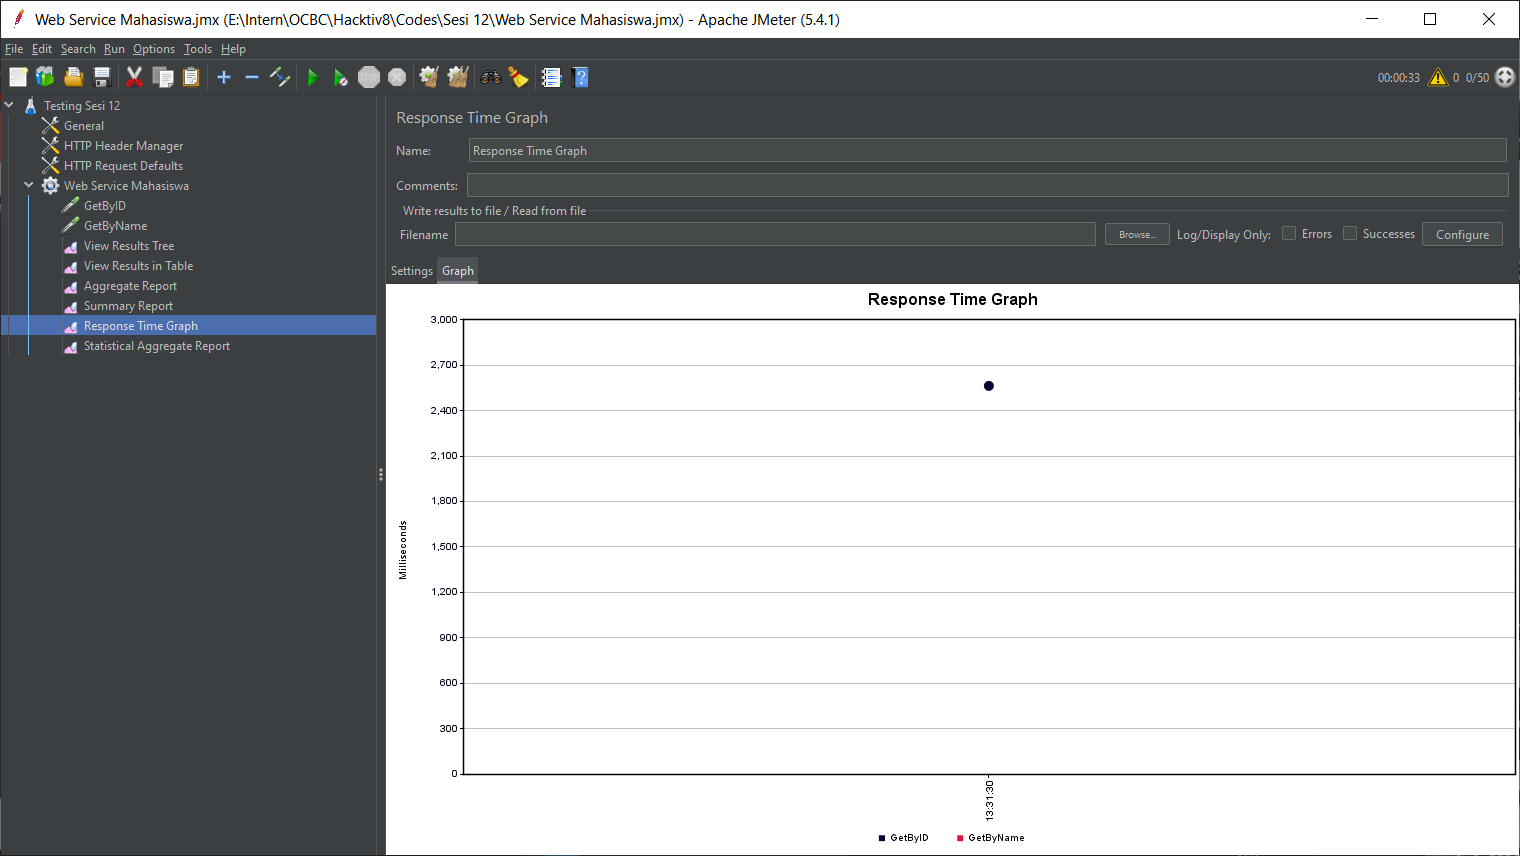 Web Service Mahasiswa.jmx (E:\Intern\OCBC\Hacktiv8\Codes\Sesi 12\Web Service Mahasiswa.jmx) - Apache JMeter (5.4.1)
File Edit Search Run Options Tools Help
STOP
00:00:33 0 0/50
Testing Sesi 12
General
HTTP Header Manager
HTTP Request Defaults
Web Service Mahasiswa
GetByID
GetByName
View Results Tree
View Results in Table
Aggregate Report
Summary Report
Response Time Graph
Statistical Aggregate Report
Response Time Graph
Name: Response Time Graph
Comments:
Write results to file / Read from file
Filename Browse... Log/Display Only: Errors Successes Configure
Settings Graph
Response Time Graph
3,000
2,700
2,400
2,100
1,800
1,500
1,200
900
600
300
0
Milliseconds
13:31:30
GetByID GetByName